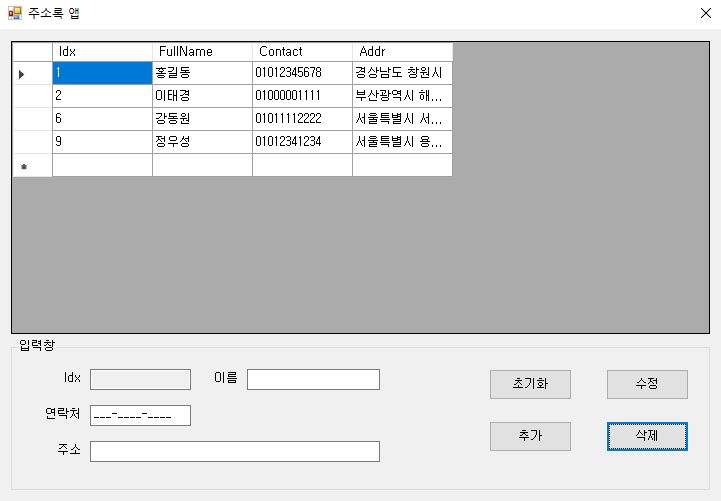 주소록 앱
Idx FullName Contact Addr
1 홍길동 01012345678 경상남도 창원시
2 이태경 01000001111 부산광역시 해...
6 강동원 01011112222 서울특별시 서...
9 정우성 01012341234 서울특별시 용...
입력창
Idx 이름 초기화 수정
연락처 ___-____-____
추가 삭제
주소